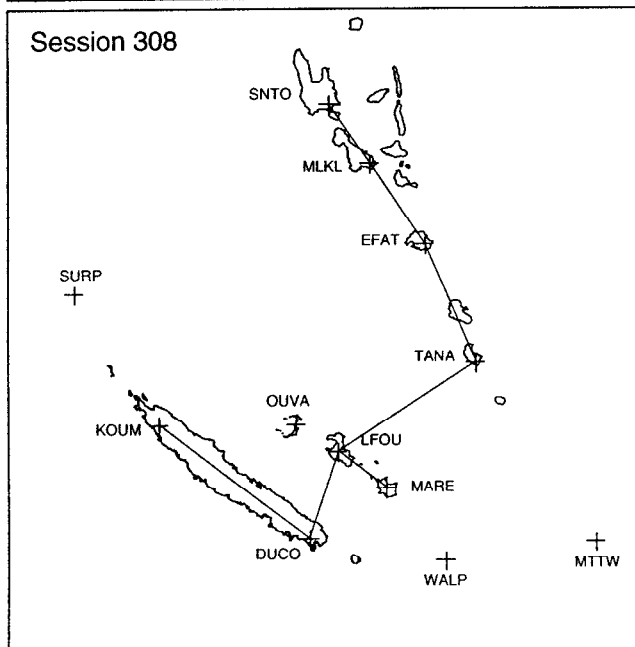 Session 308
SNTO
MLKL
EFAT
SURP
TANA
OUVA
KOUM
LFOU
MARE
DUCO
WALP
MTTW